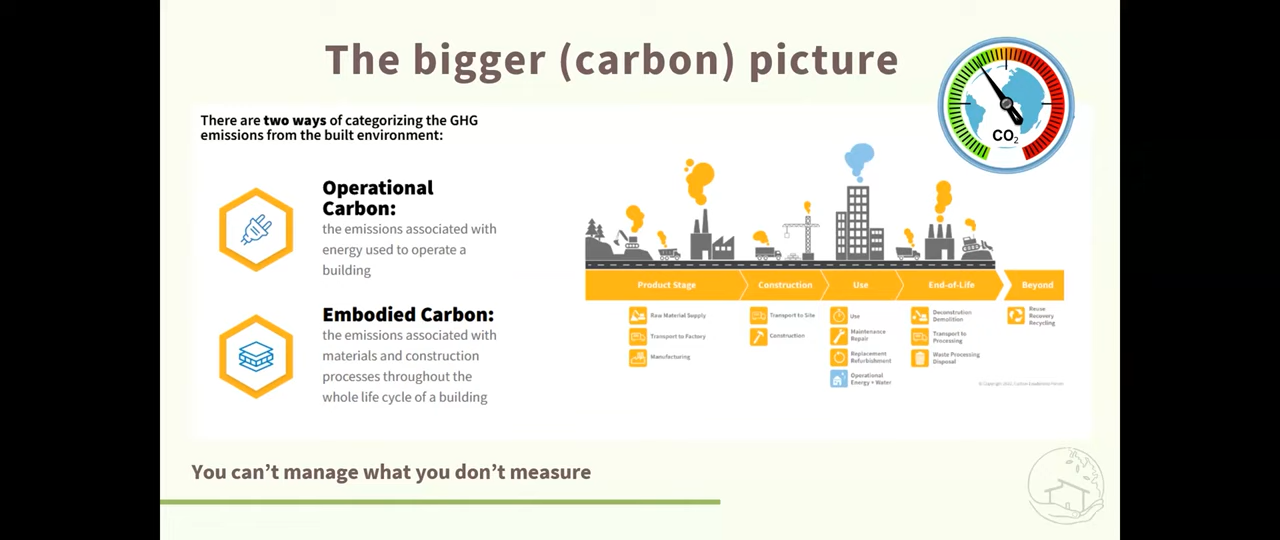 The bigger (carbon) picture
There are two ways of categorizing the GHG
emissions from the built environment:
Operational
Carbon:
the emissions associated with
energy used to operate a
building
Embodied Carbon:
the emissions associated with
materials and construction
processes throughout the
whole life cycle of a building
CO2
Product Stage
Raw Material Supply
Transport to Factory
Manufacturing
Construction
Transport to Site
Construction
Use
Use
Maintenance
Repair
Replacement
Refurbishment
Operational
Energy + Water
End-of-Life
Deconstruction
Demolition
Transport to
Processing
Waste Processing
Disposal
Beyond
Reuse
Recovery
Recycling
You can’t manage what you don’t measure